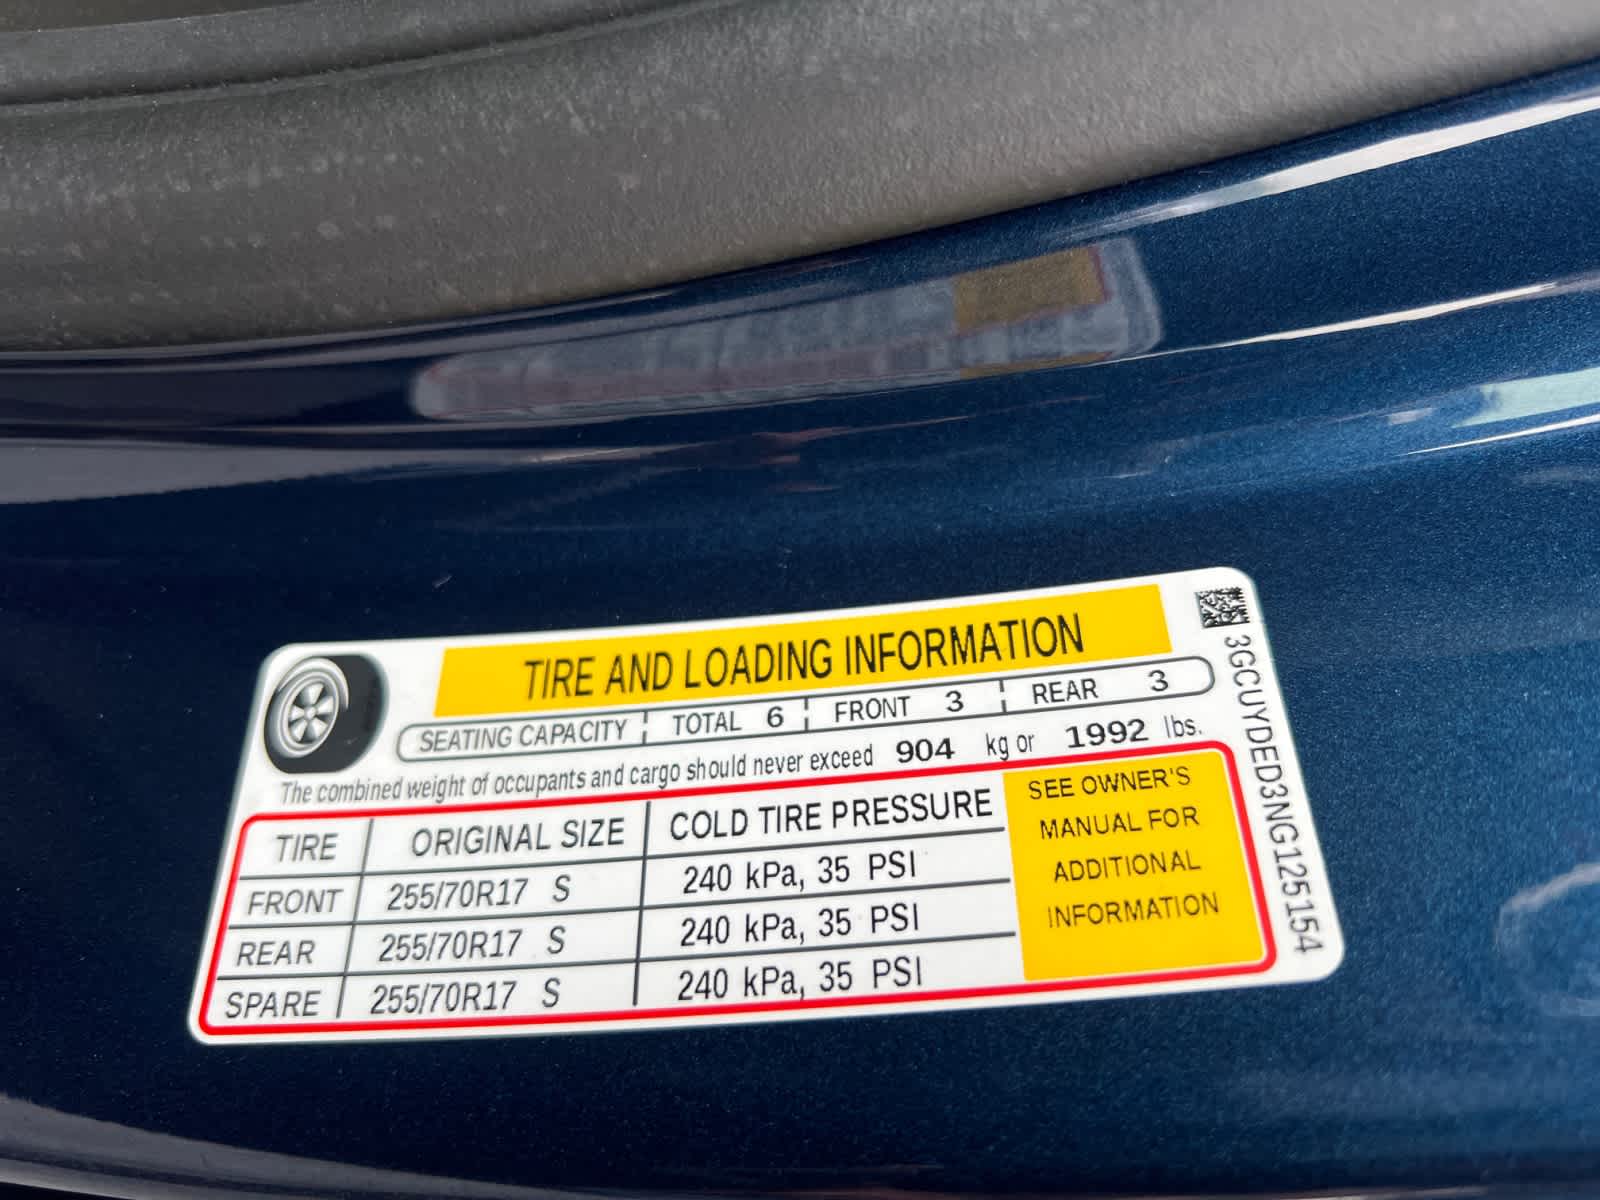 TIRE AND LOADING INFORMATION
SEATING CAPACITY TOTAL 6 FRONT 3 REAR 3
The combined weight of occupants and cargo should never exceed 904 kg or 1992 lbs.
TIRE ORIGINAL SIZE COLD TIRE PRESSURE
FRONT 255/70R17 S 240 kPa, 35 PSI
REAR 255/70R17 S 240 kPa, 35 PSI
SPARE 255/70R17 S 240 kPa, 35 PSI
SEE OWNER'S
MANUAL FOR
ADDITIONAL
INFORMATION
3GCUYDED3NG125154